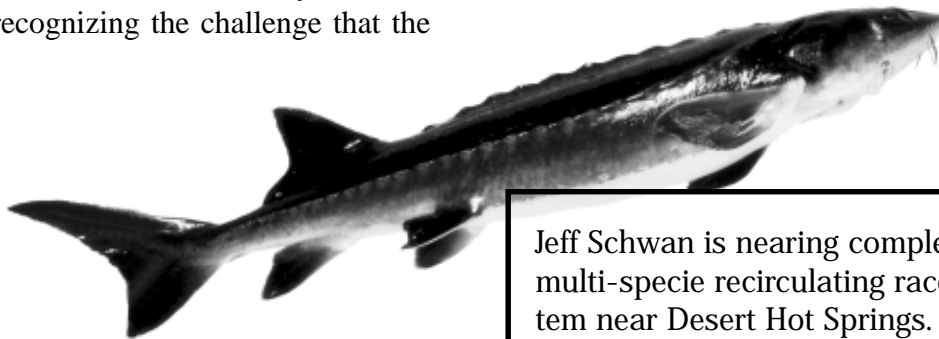 recognizing the challenge that the
Jeff Schwan is nearing comple
multi-specie recirculating race
tem near Desert Hot Springs.